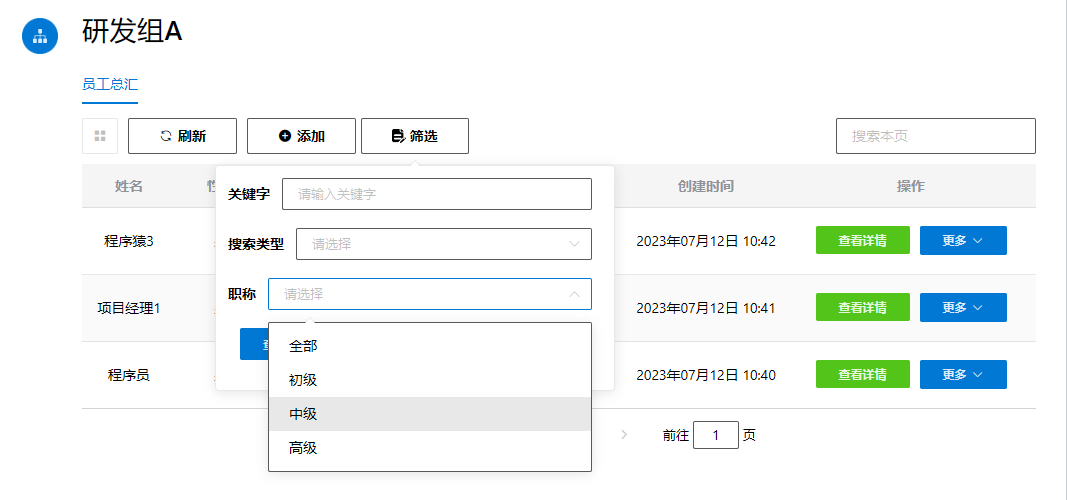 研发组A
员工总汇
刷新
添加
筛选
搜索本页
姓名
创建时间
操作
关键字
请输入关键字
程序猿3
2023年07月12日 10:42
查看详情
更多
搜索类型
请选择
职称
请选择
项目经理1
2023年07月12日 10:41
查看详情
更多
全部
初级
中级
高级
程序员
2023年07月12日 10:40
查看详情
更多
前往
1
页